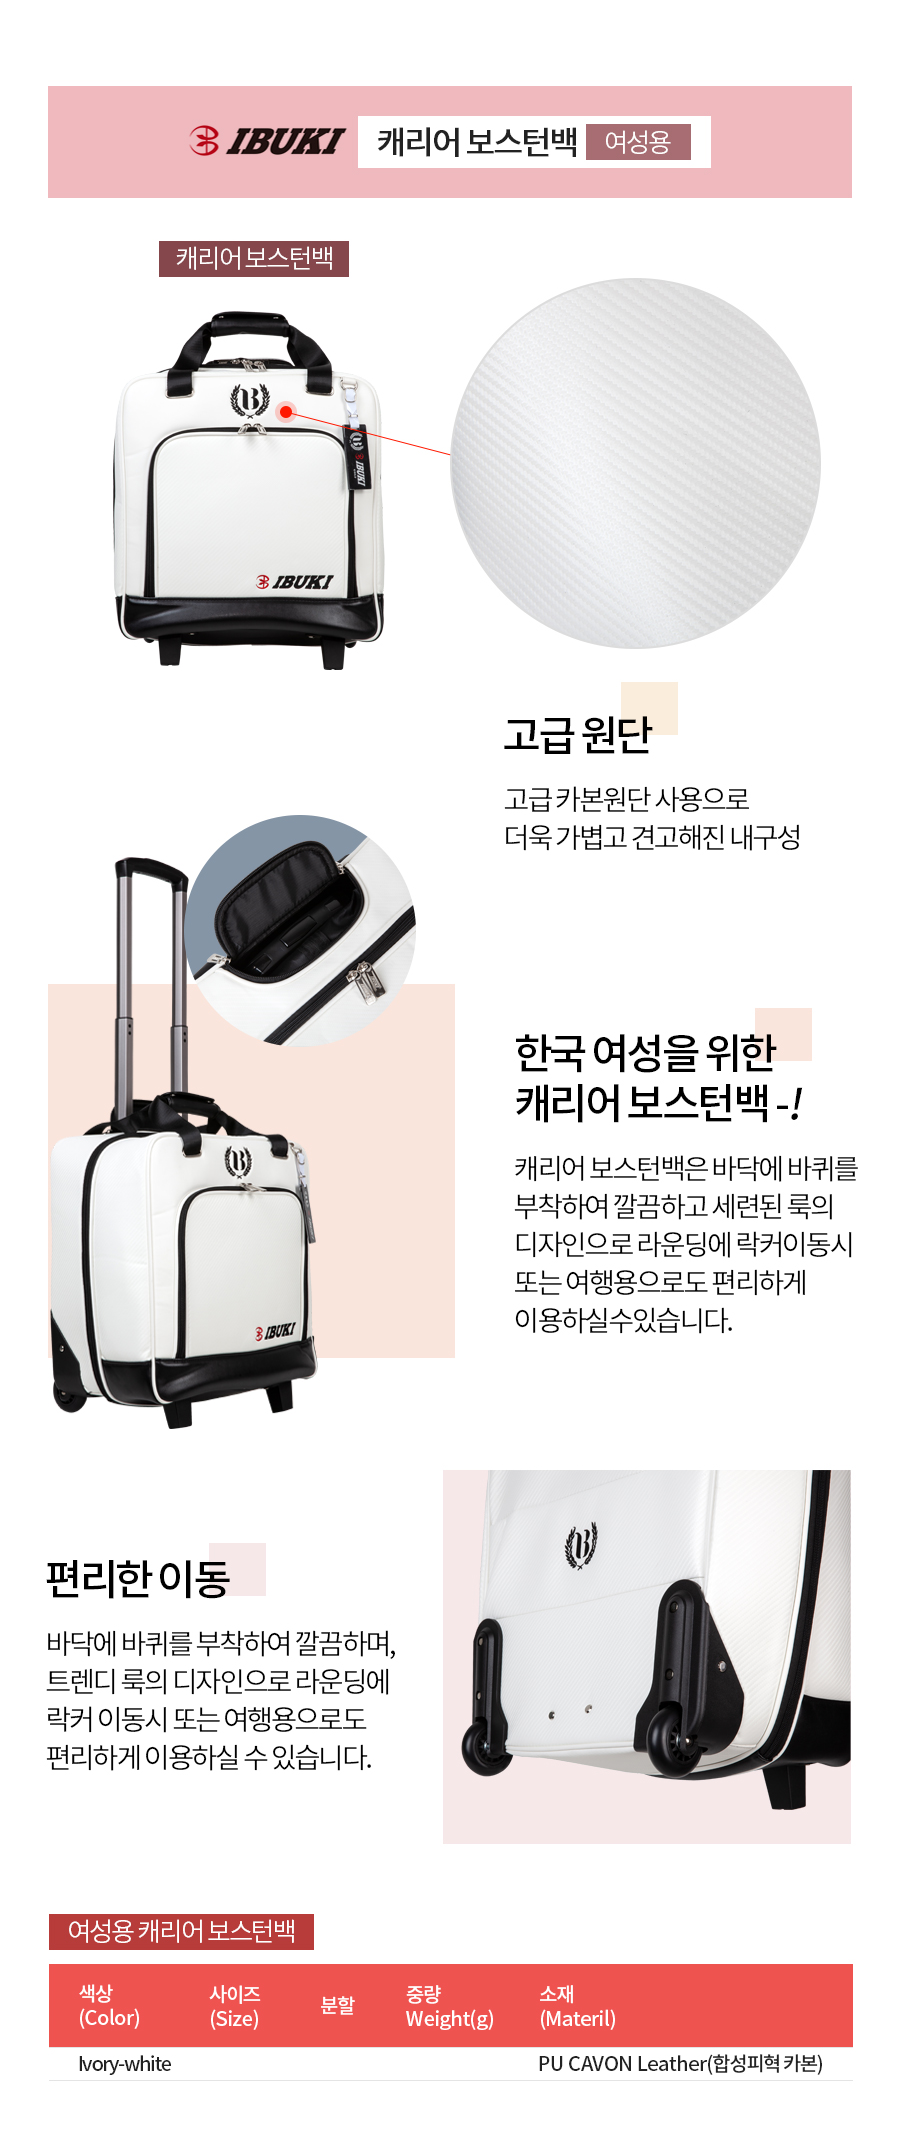 IBUKI 캐리어 보스턴백 여성용
캐리어 보스턴백
B
IBUKI
IBUKI
고급 원단
고급 카본원단 사용으로
더욱 가볍고 견고해진 내구성
한국 여성을 위한
캐리어 보스턴백 -!
캐리어 보스턴백은 바닥에 바퀴를
부착하여 깔끔하고 세련된 룩의
디자인으로 라운딩에 락커이동시
또는 여행용으로도 편리하게
이용하실수있습니다.
B
IBUKI
B
편리한 이동
바닥에 바퀴를 부착하여 깔끔하며,
트렌디 룩의 디자인으로 라운딩에
락커 이동시 또는 여행용으로도
편리하게 이용하실 수 있습니다.
여성용 캐리어 보스턴백
색상 사이즈 분할 중량 소재
(Color) (Size) Weight(g) (Materil)
Ivory-white PU CAVON Leather(합성피혁 카본)